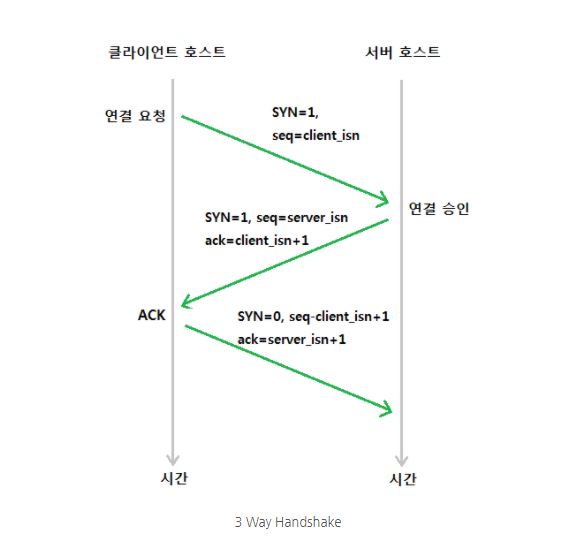 클라이언트 호스트
서버 호스트
연결 요청
SYN=1,
seq=client_isn
연결 승인
SYN=1, seq=server_isn
ack=client_isn+1
ACK
SYN=0, seq-client_isn+1
ack=server_isn+1
시간
시간
3 Way Handshake